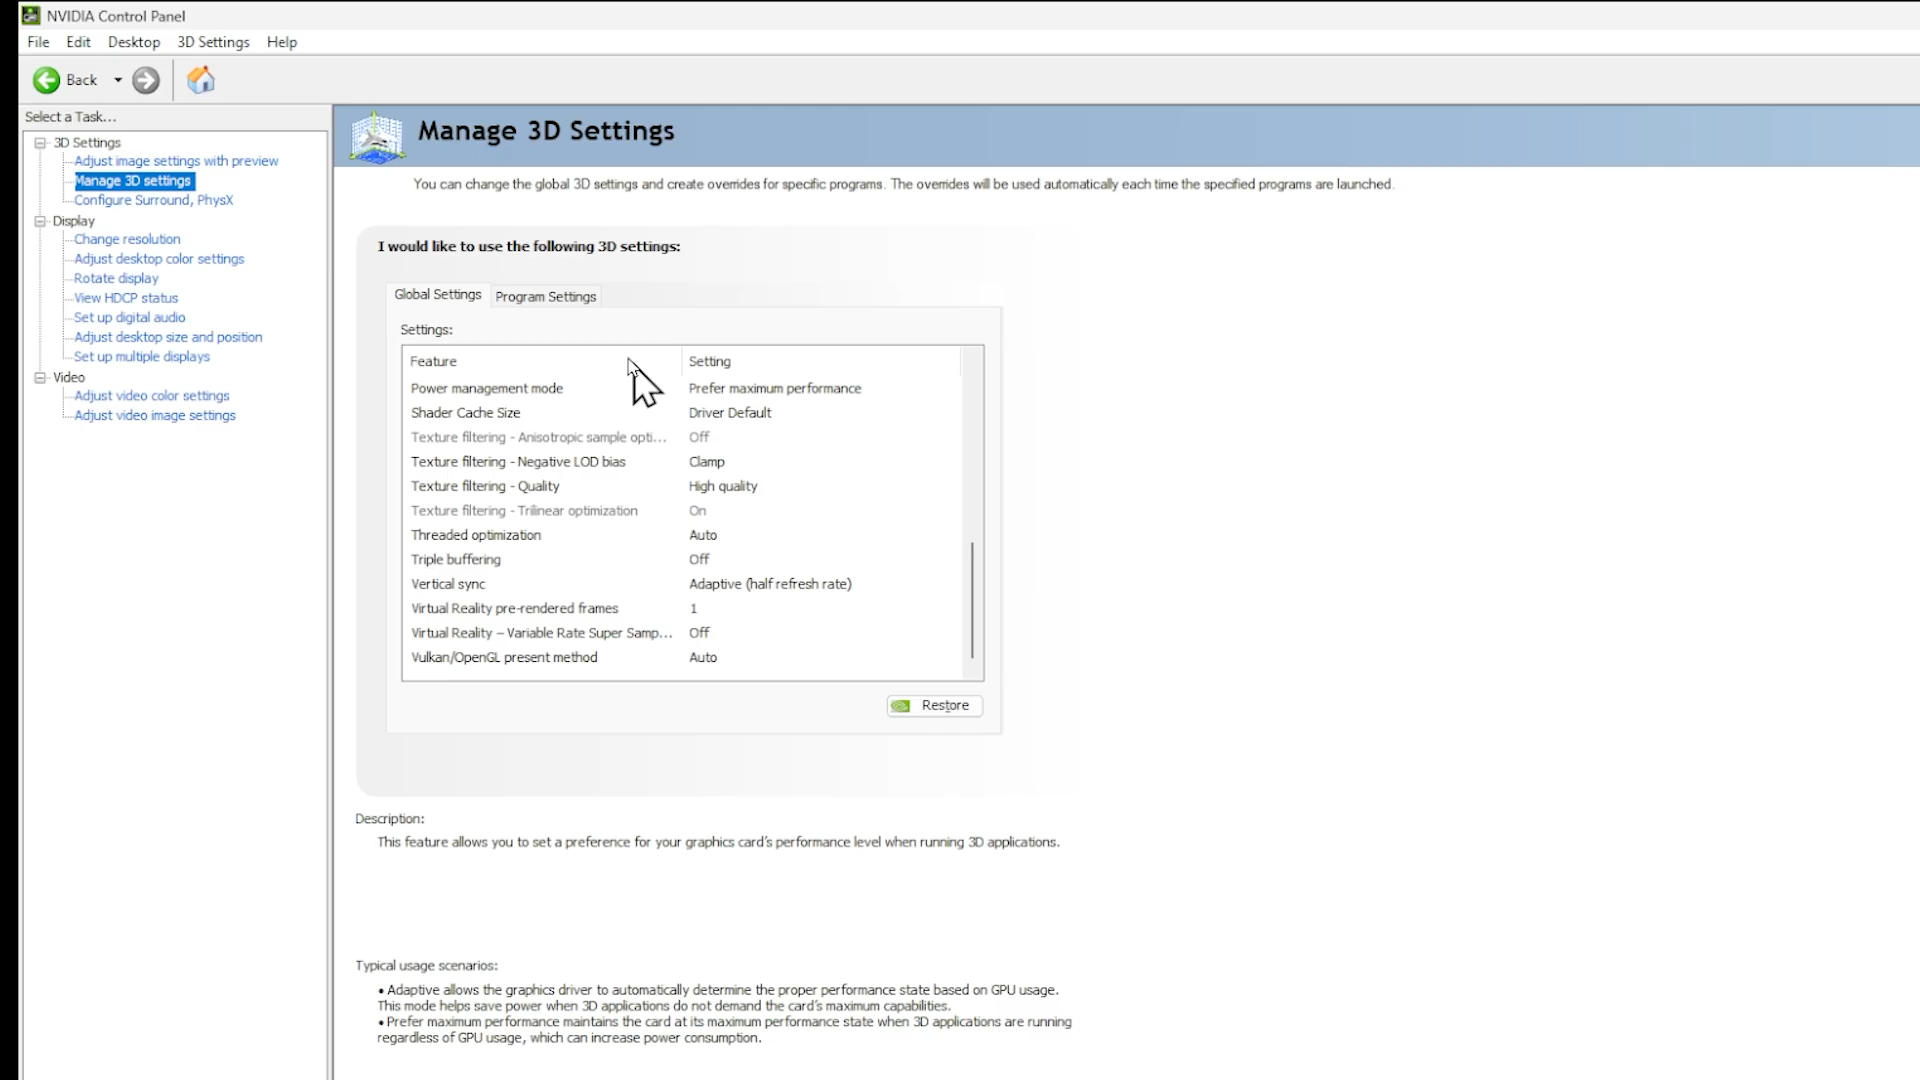 NVIDIA Control Panel
File Edit Desktop 3D Settings Help
Back
Select a Task...
3D Settings
Adjust image settings with preview
Manage 3D settings
Configure Surround, PhysX
Display
Change resolution
Adjust desktop color settings
Rotate display
View HDCP status
Set up digital audio
Adjust desktop size and position
Set up multiple displays
Video
Adjust video color settings
Adjust video image settings
Manage 3D Settings
You can change the global 3D settings and create overrides for specific programs. The overrides will be used automatically each time the specified programs are launched.
I would like to use the following 3D settings:
Global Settings Program Settings
Settings:
Feature Setting
Power management mode Prefer maximum performance
Shader Cache Size Driver Default
Texture filtering - Anisotropic sample opti... Off
Texture filtering - Negative LOD bias Clamp
Texture filtering - Quality High quality
Texture filtering - Trilinear optimization On
Threaded optimization Auto
Triple buffering Off
Vertical sync Adaptive (half refresh rate)
Virtual Reality pre-rendered frames 1
Virtual Reality – Variable Rate Super Samp... Off
Vulkan/OpenGL present method Auto
Restore
Description:
This feature allows you to set a preference for your graphics card's performance level when running 3D applications.
Typical usage scenarios:
• Adaptive allows the graphics driver to automatically determine the proper performance state based on GPU usage.
This mode helps save power when 3D applications do not demand the card's maximum capabilities.
• Prefer maximum performance maintains the card at its maximum performance state when 3D applications are running
regardless of GPU usage, which can increase power consumption.